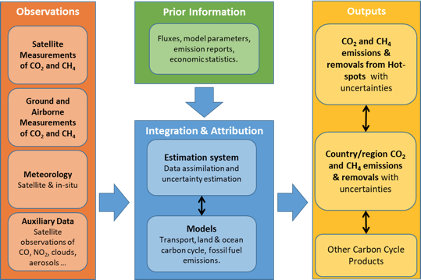 Observations
Satellite
Measurements
of CO₂ and CH₄
Ground and
Airborne
Measurements
of CO₂ and CH₄
Meteorology
Satellite & in-situ
Auxiliary Data
Satellite
observations of
CO, NO₂, clouds,
aerosols ...
Prior Information
Fluxes, model parameters,
emission reports,
economic statistics.
Integration & Attribution
Estimation system
Data assimilation and
uncertainty estimation
Models
Transport, land & ocean
carbon cycle, fossil fuel
emissions.
Outputs
CO₂ and CH₄
emissions &
removals from Hot-
spots with
uncertainties
Country/region CO₂
and CH₄ emissions
& removals with
uncertainties
Other Carbon Cycle
Products